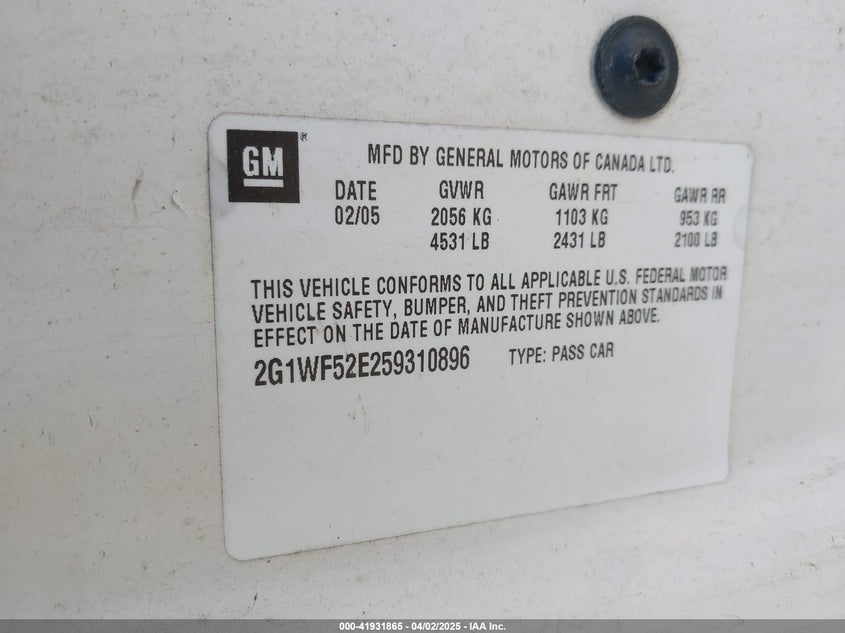 GM
MFD BY GENERAL MOTORS OF CANADA LTD.
DATE GVWR GAWR FRT GAWR RR
02/05 2056 KG 1103 KG 953 KG
4531 LB 2431 LB 2100 LB
THIS VEHICLE CONFORMS TO ALL APPLICABLE U.S. FEDERAL MOTOR
VEHICLE SAFETY, BUMPER, AND THEFT PREVENTION STANDARDS IN
EFFECT ON THE DATE OF MANUFACTURE SHOWN ABOVE.
2G1WF52E259310896 TYPE: PASS CAR
000-41931865 - 04/02/2025 - IAA Inc.